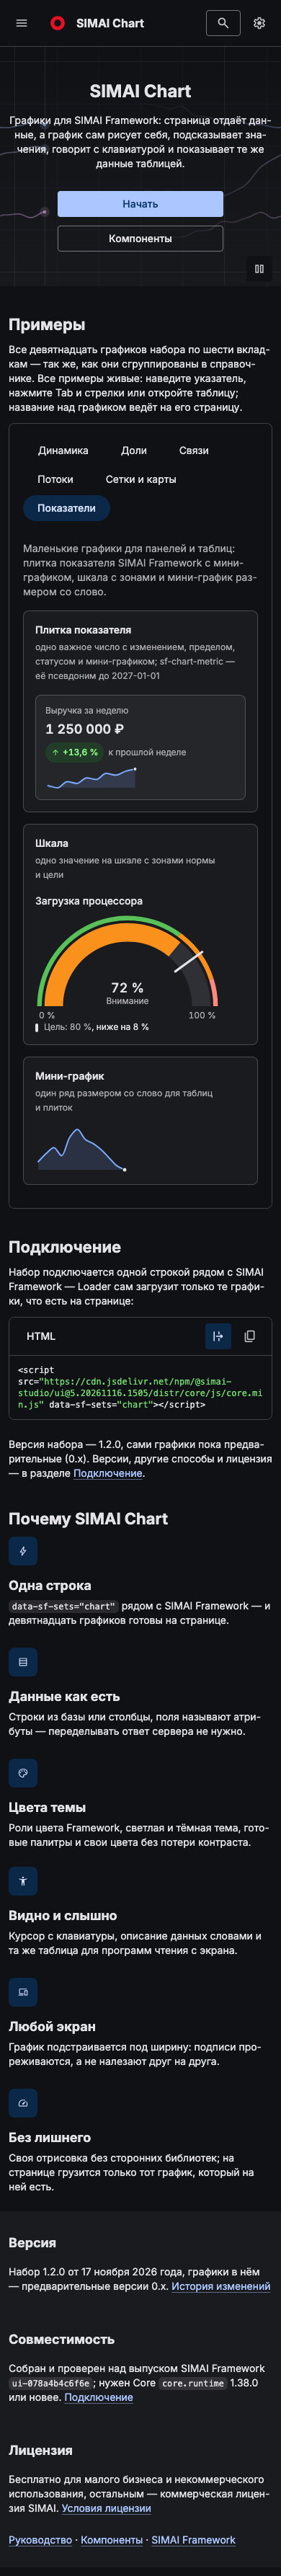 SIMAI Chart
SIMAI Chart
Графики для SIMAI Framework: страница отдаёт дан-
ные, а график сам рисует себя, подсказывает зна-
чения, говорит с клавиатурой и показывает те же
данные таблицей.
Начать
Компоненты
Примеры
Все девятнадцать графиков набора по шести вклад-
кам — так же, как они сгруппированы в справоч-
нике. Все примеры живые: наведите указатель,
нажмите Tab и стрелки или откройте таблицу;
название над графиком ведёт на его страницу.
Динамика Доли Связи
Потоки Сетки и карты
Показатели
Маленькие графики для панелей и таблиц:
плитка показателя SIMAI Framework с мини-
графиком, шкала с зонами и мини-график раз-
мером со слово.
Плитка показателя
одно важное число с изменением, пределом,
статусом и мини-графиком; sf-chart-metric —
её псевдоним до 2027-01-01
Выручка за неделю
1 250 000 ₽
↑ +13,6 % к прошлой неделе
Шкала
одно значение на шкале с зонами нормы
и цели
Загрузка процессора
72 %
Внимание
0 % 100 %
Цель: 80 %, ниже на 8 %
Мини-график
один ряд размером со слово для таблиц
и плиток
Подключение
Набор подключается одной строкой рядом с SIMAI
Framework — Loader сам загрузит только те графи-
ки, что есть на странице:
HTML
<script
src="https://cdn.jsdelivr.net/npm/@simai-
studio/ui@5.20261116.1505/distr/core/js/core.mi
n.js" data-sf-sets="chart"></script>
Версия набора — 1.2.0, сами графики пока предва-
рительные (0.x). Версии, другие способы и лицензия
— в разделе Подключение.
Почему SIMAI Chart
Одна строка
data-sf-sets="chart" рядом с SIMAI Framework — и
девятнадцать графиков готовы на странице.
Данные как есть
Строки из базы или столбцы, поля называют атри-
буты — переделывать ответ сервера не нужно.
Цвета темы
Роли цвета Framework, светлая и тёмная тема, гото-
вые палитры и свои цвета без потери контраста.
Видно и слышно
Курсор с клавиатуры, описание данных словами и
та же таблица для программ чтения с экрана.
Любой экран
График подстраивается под ширину: подписи про-
реживаются, а не налезают друг на друга.
Без лишнего
Своя отрисовка без сторонних библиотек; на
странице грузится только тот график, который на
ней есть.
Версия
Набор 1.2.0 от 17 ноября 2026 года, графики в нём
— предварительные версии 0.x. История изменений
Совместимость
Собран и проверен над выпуском SIMAI Framework
ui-078a4b4c6f6e; нужен Core core.runtime 1.38.0
или новее. Подключение
Лицензия
Бесплатно для малого бизнеса и некоммерческого
использования, остальным — коммерческая лицен-
зия SIMAI. Условия лицензии
Руководство · Компоненты · SIMAI Framework